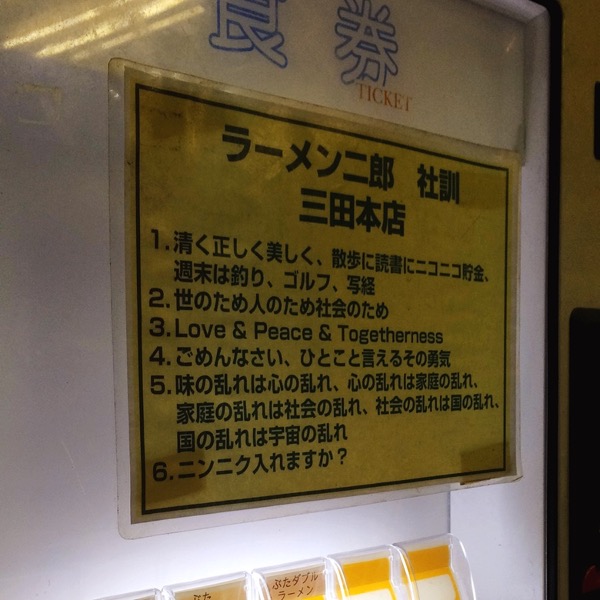 食券
TICKET
ラーメン二郎 社訓
三田本店
1.清く正しく美しく、散歩に読書にニコニコ貯金、
週末は釣り、ゴルフ、写経
2.世のため人のため社会のため
3.Love & Peace & Togetherness
4.ごめんなさい、ひとこと言えるその勇気
5.味の乱れは心の乱れ、心の乱れは家庭の乱れ、
家庭の乱れは社会の乱れ、社会の乱れは国の乱れ、
国の乱れは宇宙の乱れ
6.ニンニク入れますか？
ぶた
ぶたダブル
ラーメン